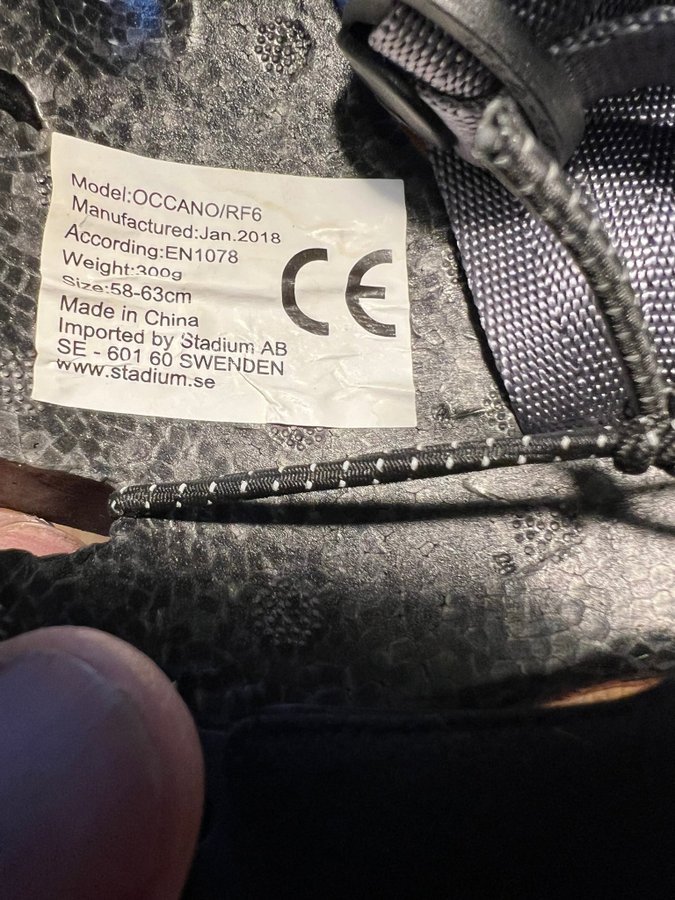 Model:OCCANO/RF6
Manufactured:Jan.2018
According:EN1078
Weight:300g
Size:58-63cm
Made in China
Imported by Stadium AB
SE - 601 60 SWENDEN
www.stadium.se
CE